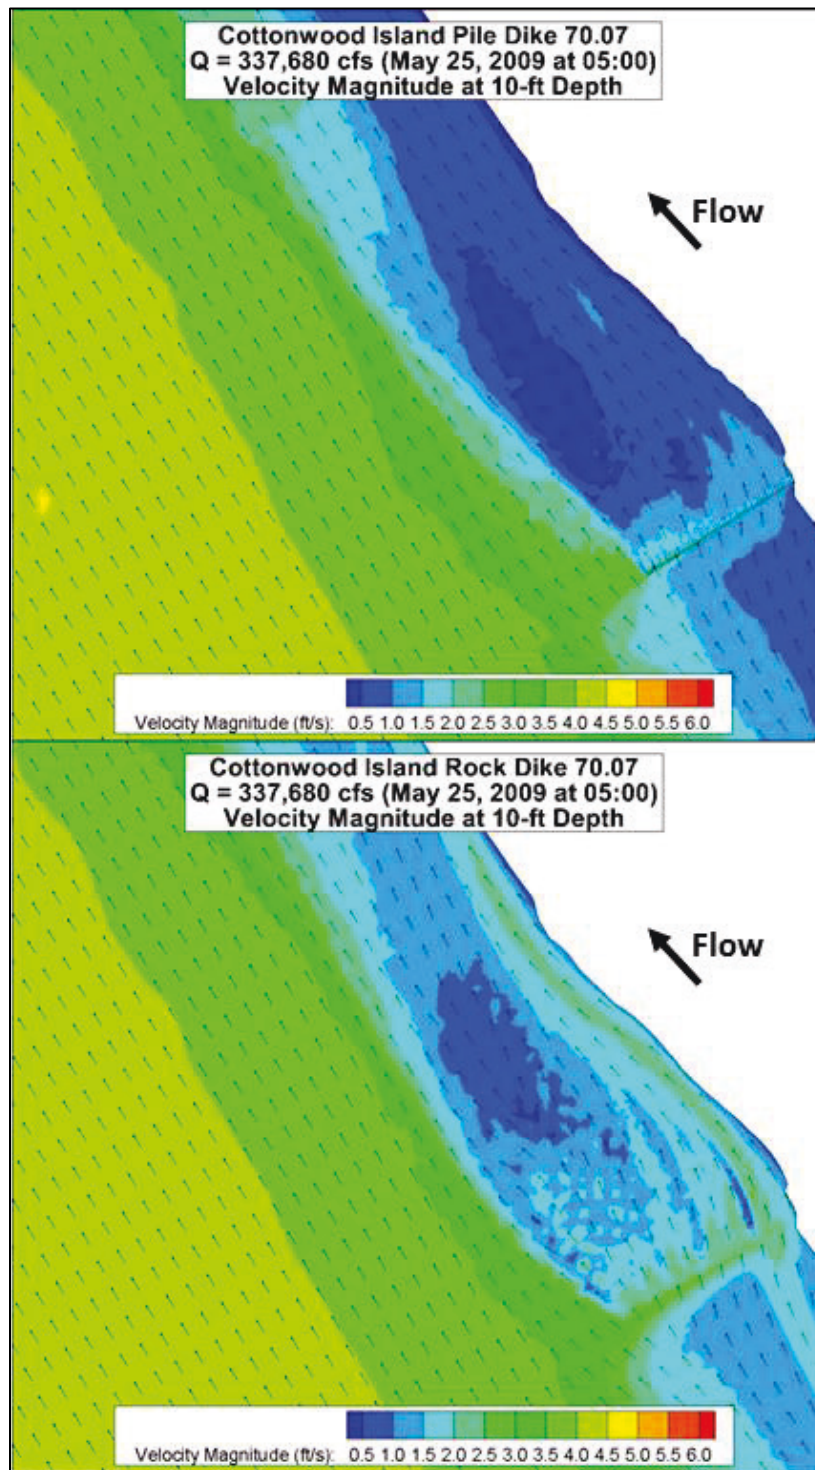 Cottonwood Island Pile Dike 70.07
Q = 337,680 cfs (May 25, 2009 at 05:00)
Velocity Magnitude at 10-ft Depth
Flow
Velocity Magnitude (ft/s): 0.5 1.0 1.5 2.0 2.5 3.0 3.5 4.0 4.5 5.0 5.5 6.0
Cottonwood Island Rock Dike 70.07
Q = 337,680 cfs (May 25, 2009 at 05:00)
Velocity Magnitude at 10-ft Depth
Flow
Velocity Magnitude (ft/s): 0.5 1.0 1.5 2.0 2.5 3.0 3.5 4.0 4.5 5.0 5.5 6.0